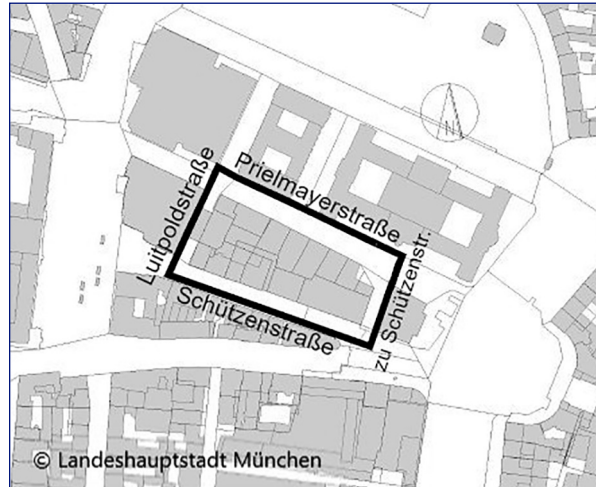 N
Prielmayerstraße
Luitpoldstraße
Schützenstraße
zu Schützenstr.
© Landeshauptstadt München